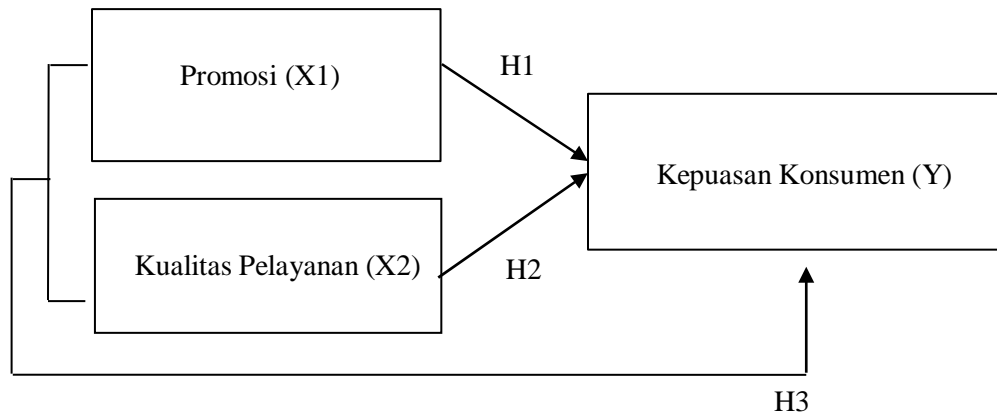 Promosi (X1)
H1
Kepuasan Konsumen (Y)
Kualitas Pelayanan (X2)
H2
H3